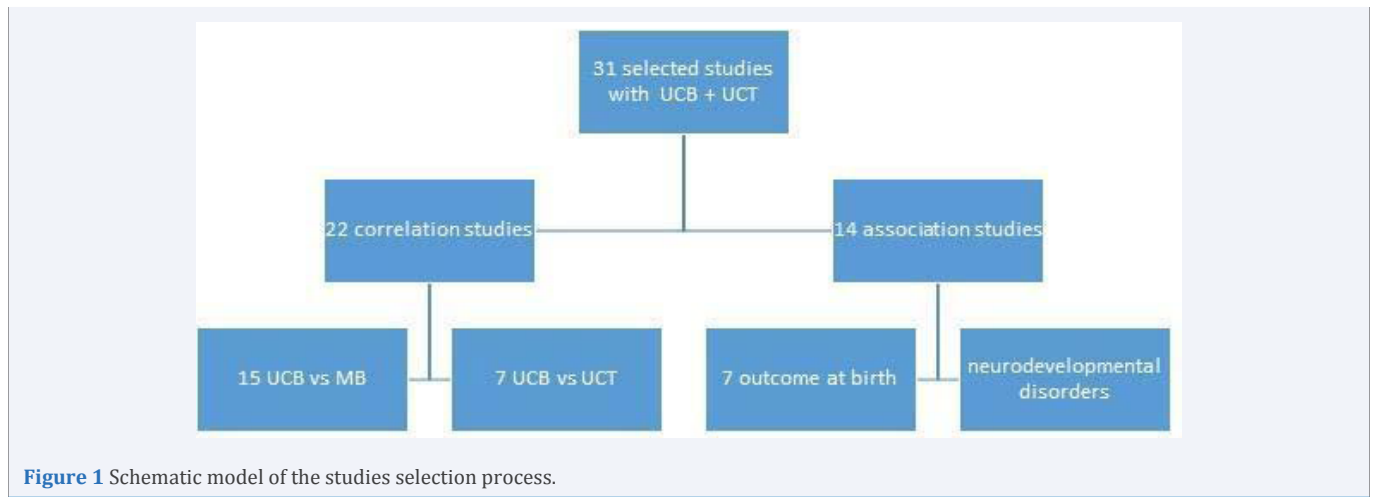 31 selected studies
with UCB + UCT
22 correlation studies
14 association studies
15 UCB vs MB
7 UCB vs UCT
7 outcome at birth
neurodevelopmental
disorders
Figure 1 Schematic model of the studies selection process.